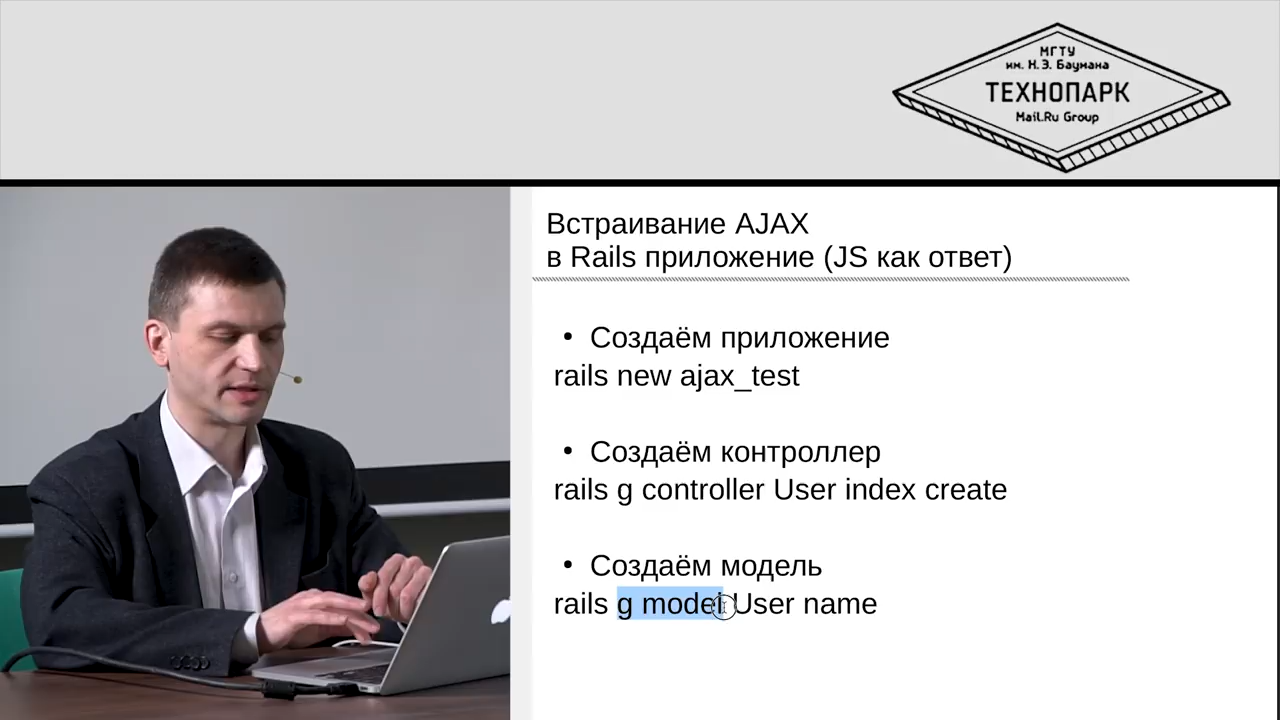 МГТУ
им. Н.Э. Баумана
ТЕХНОПАРК
Mail.Ru Group
Встраивание AJAX
в Rails приложение (JS как ответ)
• Создаём приложение
rails new ajax_test
• Создаём контроллер
rails g controller User index create
• Создаём модель
rails g model User name